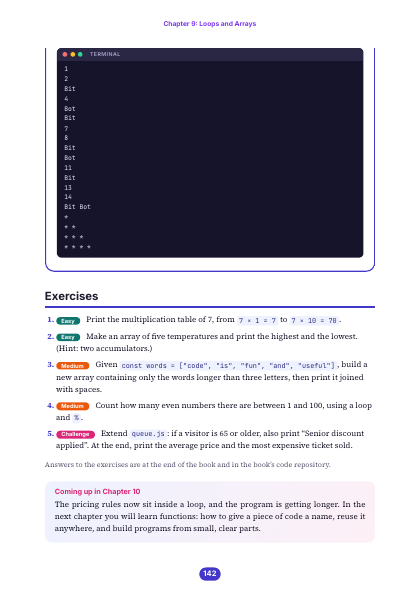 Chapter 9: Loops and Arrays
TERMINAL
1
2
Bit
4
Bot
Bit
7
8
Bit
Bot
11
Bit
13
14
Bit Bot
*
* *
* * *
* * * *
Exercises
1. Easy Print the multiplication table of 7, from 7 × 1 = 7 to 7 × 10 = 70.
2. Easy Make an array of five temperatures and print the highest and the lowest.
(Hint: two accumulators.)
3. Medium Given const words = ["code", "is", "fun", "and", "useful"], build a
new array containing only the words longer than three letters, then print it joined
with spaces.
4. Medium Count how many even numbers there are between 1 and 100, using a loop
and %.
5. Challenge Extend queue.js: if a visitor is 65 or older, also print “Senior discount
applied”. At the end, print the average price and the most expensive ticket sold.
Answers to the exercises are at the end of the book and in the book’s code repository.
Coming up in Chapter 10
The pricing rules now sit inside a loop, and the program is getting longer. In the
next chapter you will learn functions: how to give a piece of code a name, reuse it
anywhere, and build programs from small, clear parts.
142